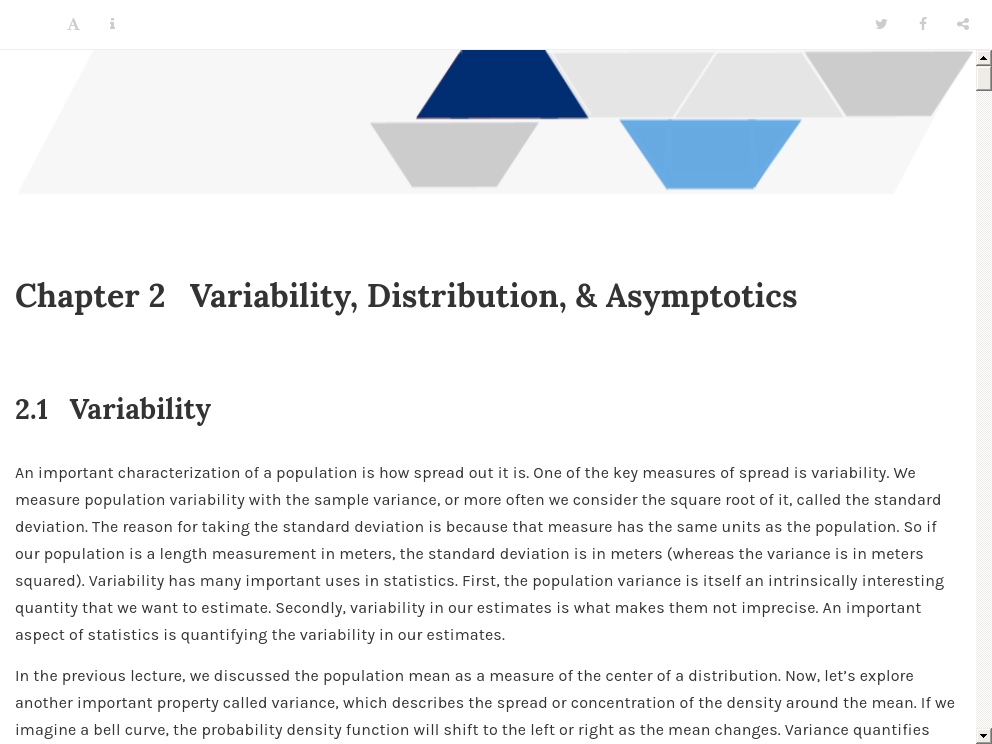 A i
Chapter 2 Variability, Distribution, & Asymptotics
2.1 Variability
An important characterization of a population is how spread out it is. One of the key measures of spread is variability. We
measure population variability with the sample variance, or more often we consider the square root of it, called the standard
deviation. The reason for taking the standard deviation is because that measure has the same units as the population. So if
our population is a length measurement in meters, the standard deviation is in meters (whereas the variance is in meters
squared). Variability has many important uses in statistics. First, the population variance is itself an intrinsically interesting
quantity that we want to estimate. Secondly, variability in our estimates is what makes them not imprecise. An important
aspect of statistics is quantifying the variability in our estimates.
In the previous lecture, we discussed the population mean as a measure of the center of a distribution. Now, let’s explore
another important property called variance, which describes the spread or concentration of the density around the mean. If we
imagine a bell curve, the probability density function will shift to the left or right as the mean changes. Variance quantifies